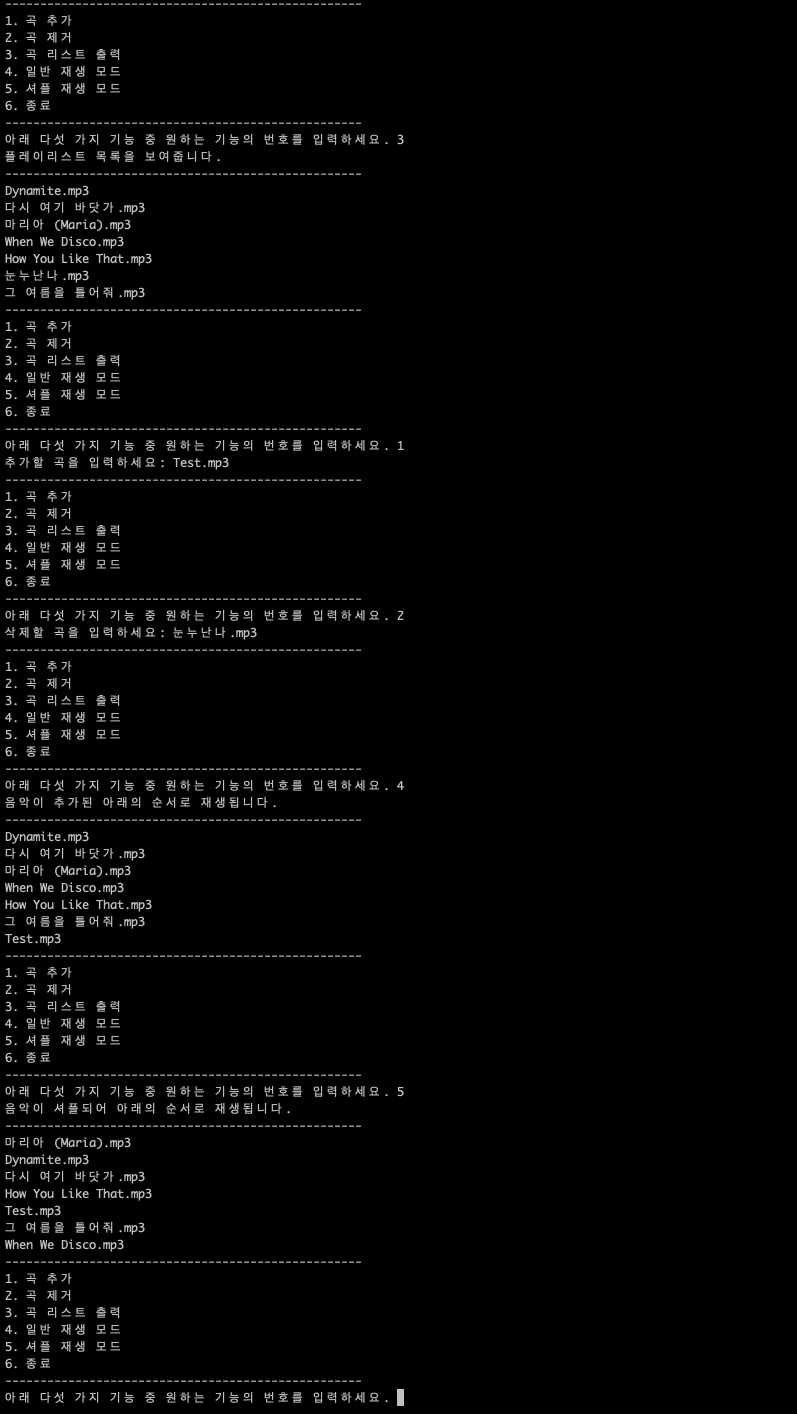 ---------------------------------------------------
1. 곡 추가
2. 곡 제거
3. 곡 리스트 출력
4. 일반 재생 모드
5. 셔플 재생 모드
6. 종료
---------------------------------------------------
아래 다섯 가지 기능 중 원하는 기능의 번호를 입력하세요. 3
플레이리스트 목록을 보여줍니다.
---------------------------------------------------
Dynamite.mp3
다시 여기 바닷가.mp3
마리아 (Maria).mp3
When We Disco.mp3
How You Like That.mp3
눈누난나.mp3
그 여름을 틀어줘.mp3
---------------------------------------------------
1. 곡 추가
2. 곡 제거
3. 곡 리스트 출력
4. 일반 재생 모드
5. 셔플 재생 모드
6. 종료
---------------------------------------------------
아래 다섯 가지 기능 중 원하는 기능의 번호를 입력하세요. 1
추가할 곡을 입력하세요: Test.mp3
---------------------------------------------------
1. 곡 추가
2. 곡 제거
3. 곡 리스트 출력
4. 일반 재생 모드
5. 셔플 재생 모드
6. 종료
---------------------------------------------------
아래 다섯 가지 기능 중 원하는 기능의 번호를 입력하세요. 2
삭제할 곡을 입력하세요: 눈누난나.mp3
---------------------------------------------------
1. 곡 추가
2. 곡 제거
3. 곡 리스트 출력
4. 일반 재생 모드
5. 셔플 재생 모드
6. 종료
---------------------------------------------------
아래 다섯 가지 기능 중 원하는 기능의 번호를 입력하세요. 4
음악이 추가된 아래의 순서로 재생됩니다.
---------------------------------------------------
Dynamite.mp3
다시 여기 바닷가.mp3
마리아 (Maria).mp3
When We Disco.mp3
How You Like That.mp3
그 여름을 틀어줘.mp3
Test.mp3
---------------------------------------------------
1. 곡 추가
2. 곡 제거
3. 곡 리스트 출력
4. 일반 재생 모드
5. 셔플 재생 모드
6. 종료
---------------------------------------------------
아래 다섯 가지 기능 중 원하는 기능의 번호를 입력하세요. 5
음악이 셔플되어 아래의 순서로 재생됩니다.
---------------------------------------------------
마리아 (Maria).mp3
Dynamite.mp3
다시 여기 바닷가.mp3
How You Like That.mp3
Test.mp3
그 여름을 틀어줘.mp3
When We Disco.mp3
---------------------------------------------------
1. 곡 추가
2. 곡 제거
3. 곡 리스트 출력
4. 일반 재생 모드
5. 셔플 재생 모드
6. 종료
---------------------------------------------------
아래 다섯 가지 기능 중 원하는 기능의 번호를 입력하세요.